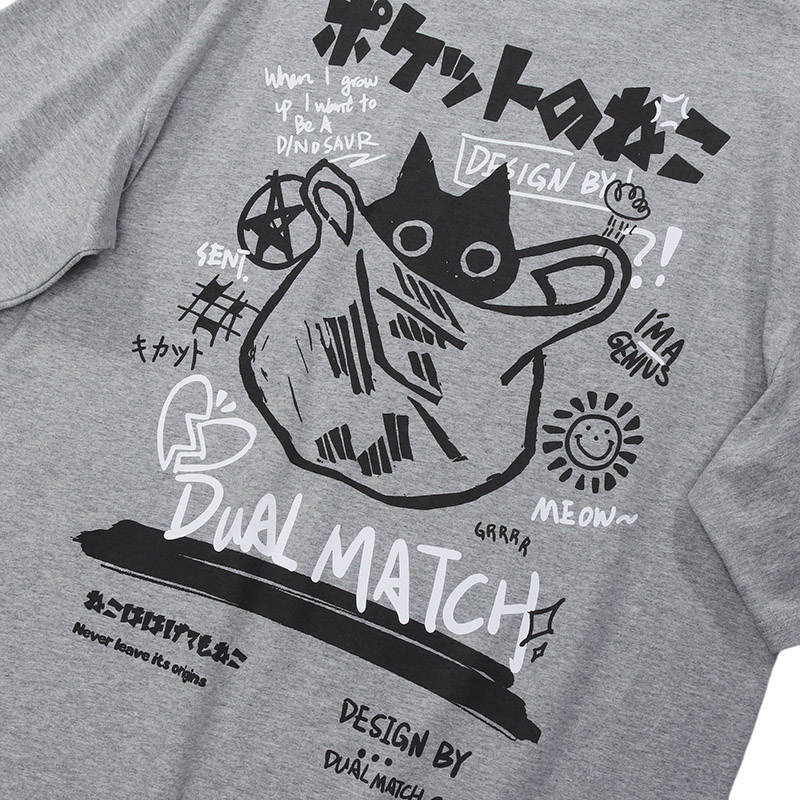 ポケットのねこ
When I grow
up I want to
Be A
DINOSAUR
DESIGN BY!
?!
SENT.
キカット
I'M A
GENIUS
MEOW~
GRRRR
DUAL MATCH
ねこははげてもねこ
Never leave its origins
DESIGN BY
DUAL MATCH